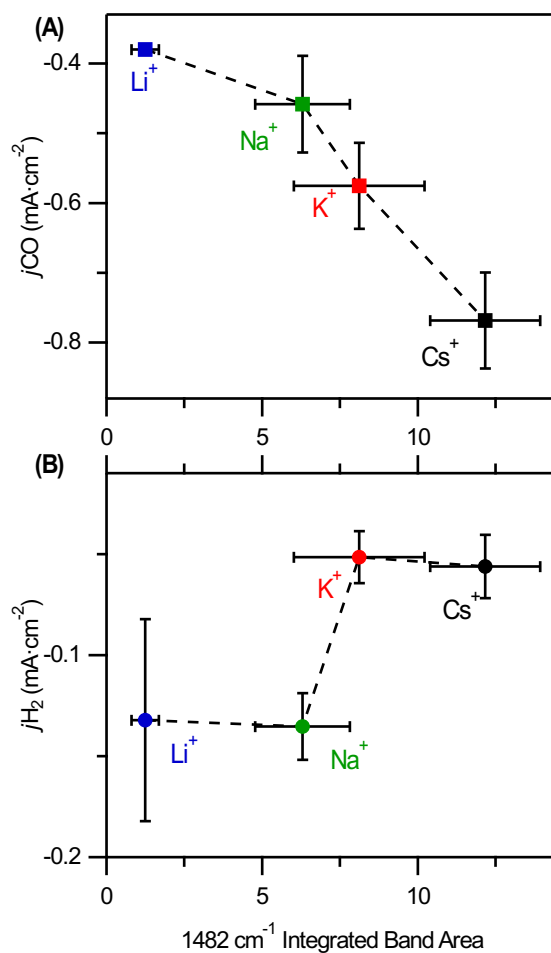 (A)
-0.4
-0.6
-0.8
jCO (mA·cm⁻²)
Li⁺
Na⁺
K⁺
Cs⁺
0
5
10
(B)
-0.1
-0.2
jH₂ (mA·cm⁻²)
K⁺
Cs⁺
Li⁺
Na⁺
0
5
10
1482 cm⁻¹ Integrated Band Area